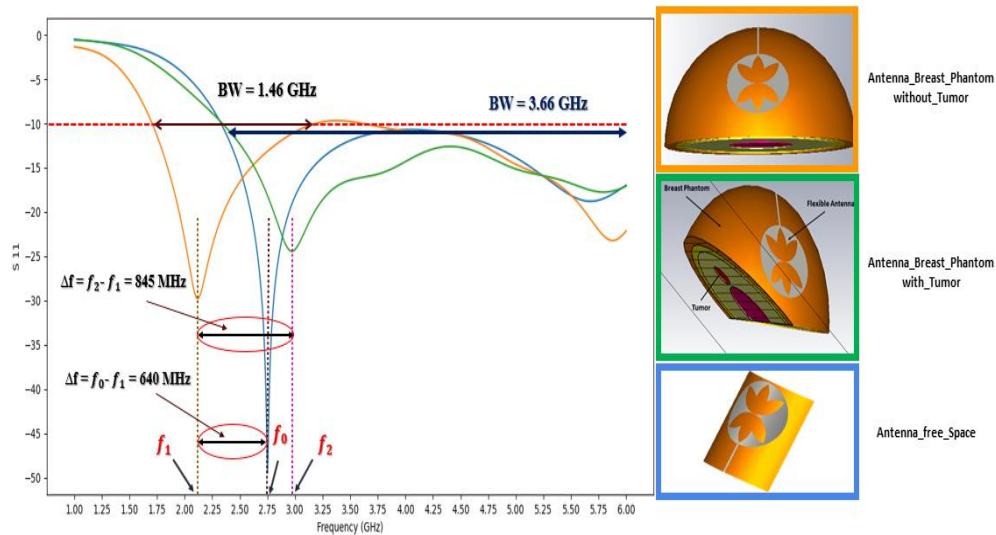 S 11
0
−5
−10
−15
−20
−25
−30
−35
−40
−45
−50
BW = 1.46 GHz
BW = 3.66 GHz
Δf = f2- f1 = 845 MHz
Δf = f0- f1 = 640 MHz
f1
f0
f2
1.00 1.25 1.50 1.75 2.00 2.25 2.50 2.75 3.00 3.25 3.50 3.75 4.00 4.25 4.50 4.75 5.00 5.25 5.50 5.75 6.00
Frequency (GHz)
Antenna_Breast_Phantom
without_Tumor
Breast Phantom
Flexible Antenna
Tumor
Antenna_Breast_Phantom
with_Tumor
Antenna_free_Space